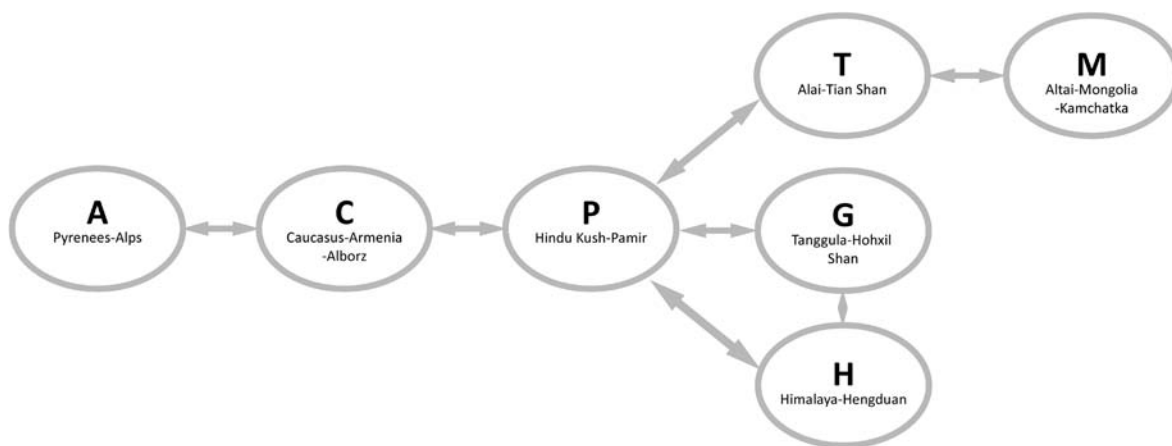 T
Alai-Tian Shan
M
Altai-Mongolia
-Kamchatka
A
Pyrenees-Alps
C
Caucasus-Armenia
-Alborz
P
Hindu Kush-Pamir
G
Tanggula-Hohxil
Shan
H
Himalaya-Hengduan